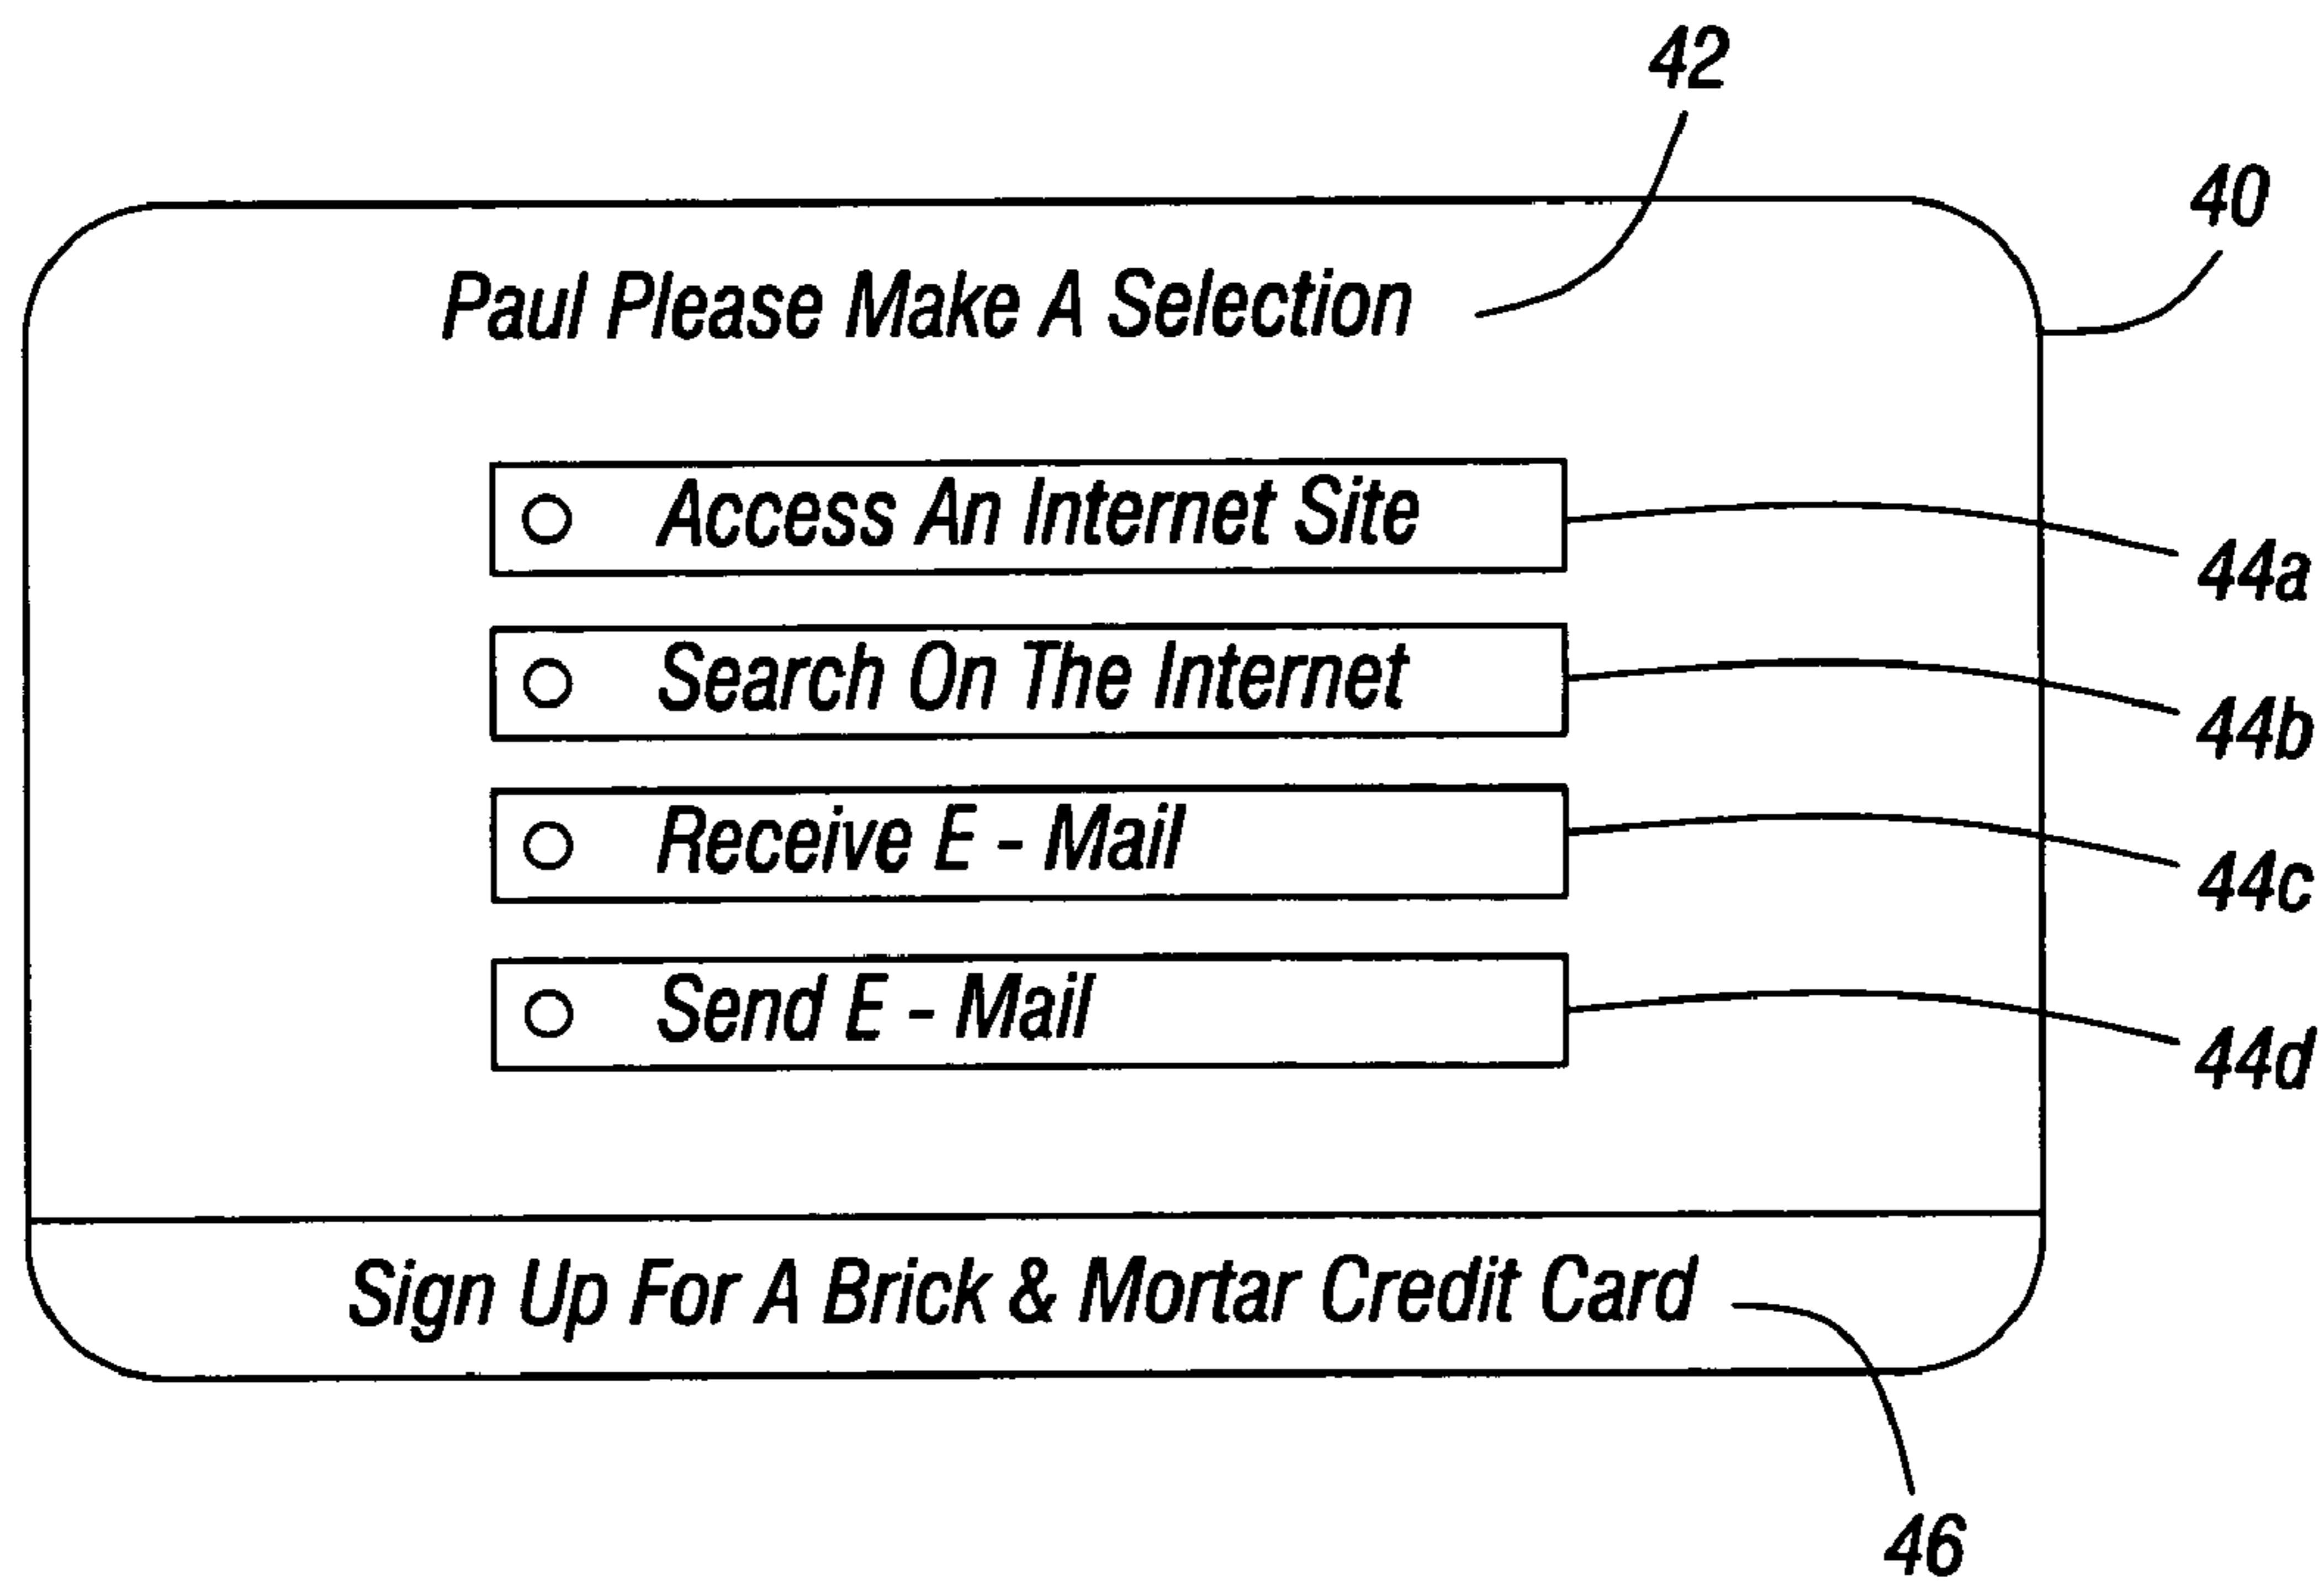 42
40
Paul Please Make A Selection
Access An Internet Site
44a
Search On The Internet
44b
Receive E - Mail
44c
Send E - Mail
44d
Sign Up For A Brick & Mortar Credit Card
46